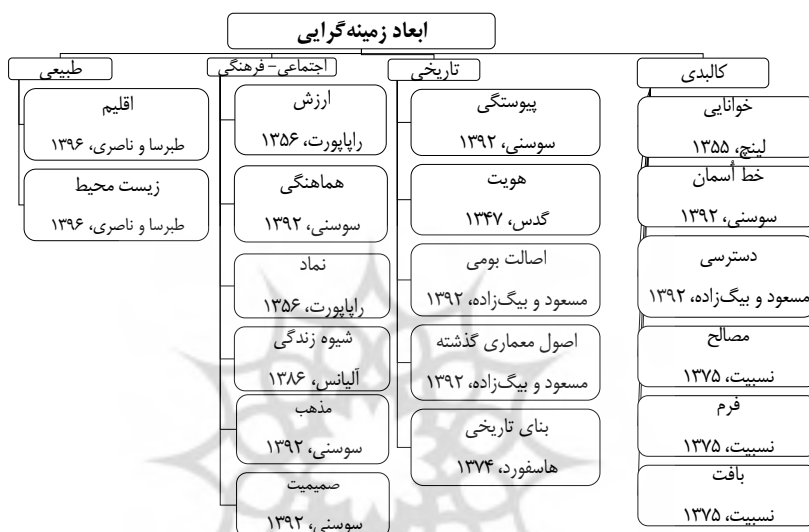 ابعاد زمینه‌گرایی
کالبدی
خوانایی
لینچ، ۱۳۵۵
خط آسمان
سوسنی، ۱۳۹۲
دسترسی
مسعود و بیگ‌زاده، ۱۳۹۲
مصالح
نسبیت، ۱۳۷۵
فرم
نسبیت، ۱۳۷۵
بافت
نسبیت، ۱۳۷۵
تاریخی
پیوستگی
سوسنی، ۱۳۹۲
هویت
گدس، ۱۳۴۷
اصالت بومی
مسعود و بیگ‌زاده، ۱۳۹۲
اصول معماری گذشته
مسعود و بیگ‌زاده، ۱۳۹۲
بنای تاریخی
هاسفورد، ۱۳۷۴
اجتماعی-فرهنگی
ارزش
راپاپورت، ۱۳۵۶
هماهنگی
سوسنی، ۱۳۹۲
نماد
راپاپورت، ۱۳۵۶
شیوه زندگی
آلیانس، ۱۳۸۶
مذهب
سوسنی، ۱۳۹۲
صمیمیت
سوسنی، ۱۳۹۲
طبیعی
اقلیم
طبرسا و ناصری، ۱۳۹۶
زیست محیط
طبرسا و ناصری، ۱۳۹۶